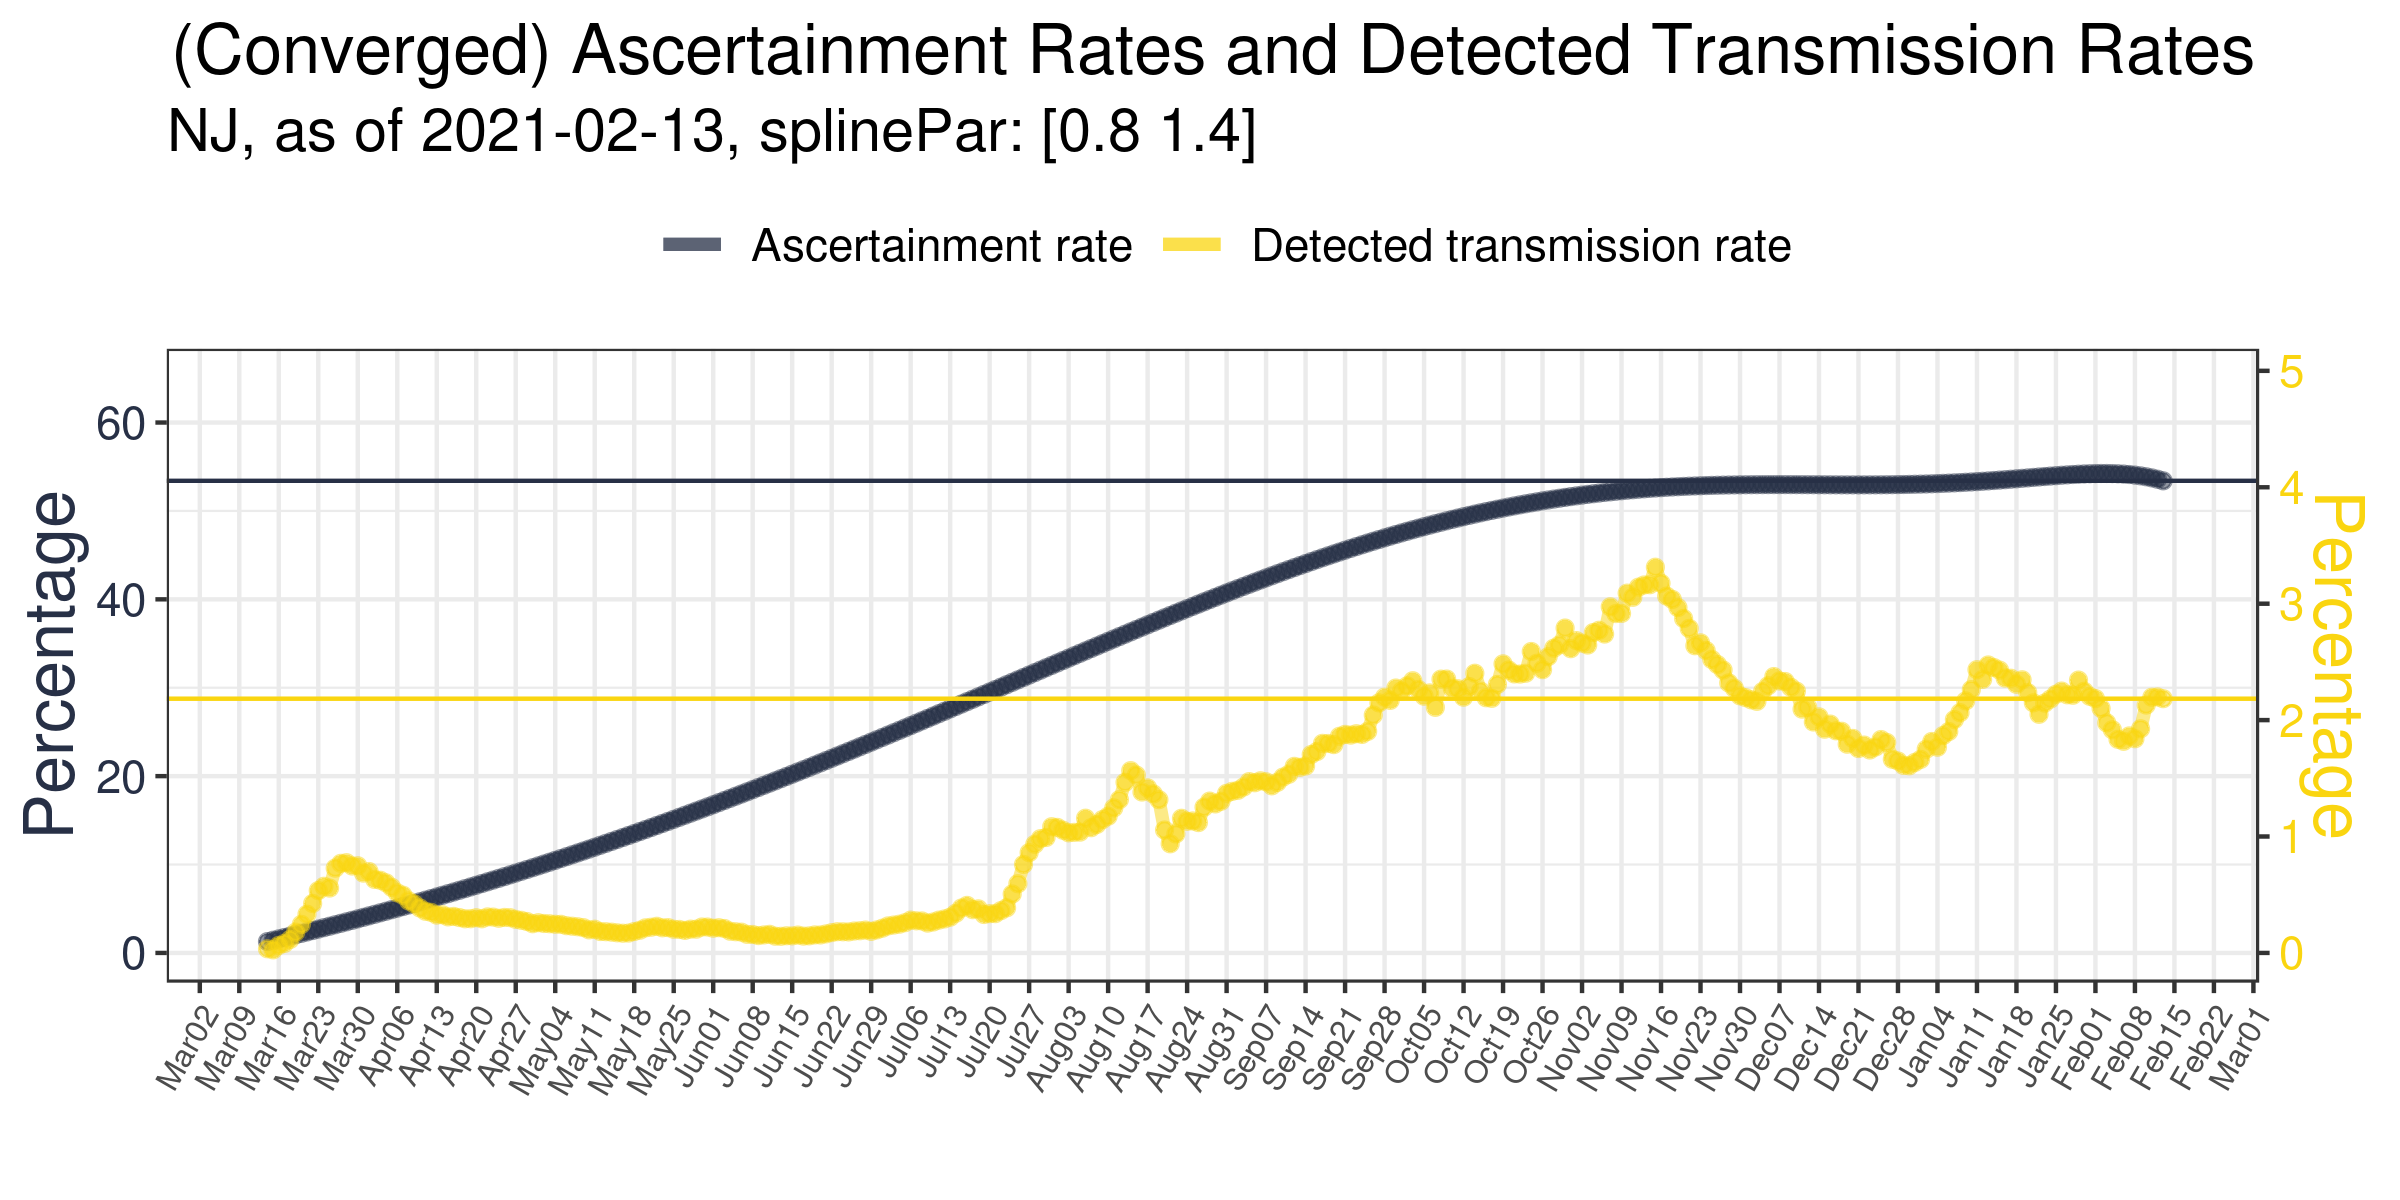 (Converged) Ascertainment Rates and Detected Transmission Rates
NJ, as of 2021-02-13, splinePar: [0.8 1.4]
Ascertainment rate
Detected transmission rate
Percentage
60
40
20
0
5
4
3
2
1
0
Percentage
Mar02
Mar09
Mar16
Mar23
Mar30
Apr06
Apr13
Apr20
Apr27
May04
May11
May18
May25
Jun01
Jun08
Jun15
Jun22
Jun29
Jul06
Jul13
Jul20
Jul27
Aug03
Aug10
Aug17
Aug24
Aug31
Sep07
Sep14
Sep21
Sep28
Oct05
Oct12
Oct19
Oct26
Nov02
Nov09
Nov16
Nov23
Nov30
Dec07
Dec14
Dec21
Dec28
Jan04
Jan11
Jan18
Jan25
Feb01
Feb08
Feb15
Feb22
Mar01